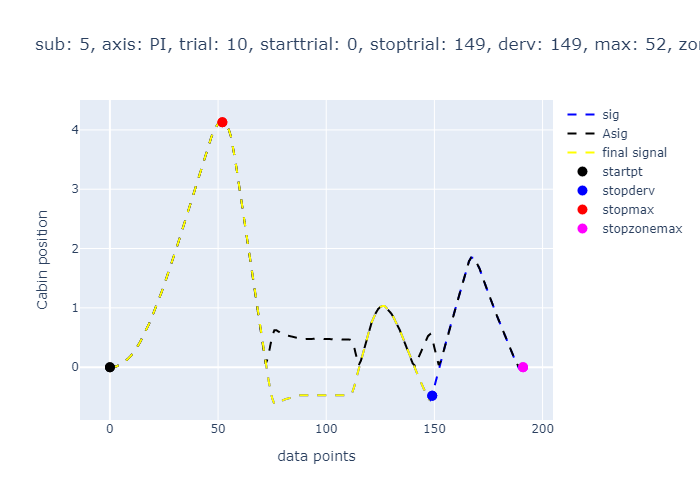 sub: 5, axis: PI, trial: 10, starttrial: 0, stoptrial: 149, derv: 149, max: 52, zor
sig
Asig
final signal
startpt
stopderv
stopmax
stopzonemax
4
3
2
1
0
Cabin position
0 50 100 150 200
data points